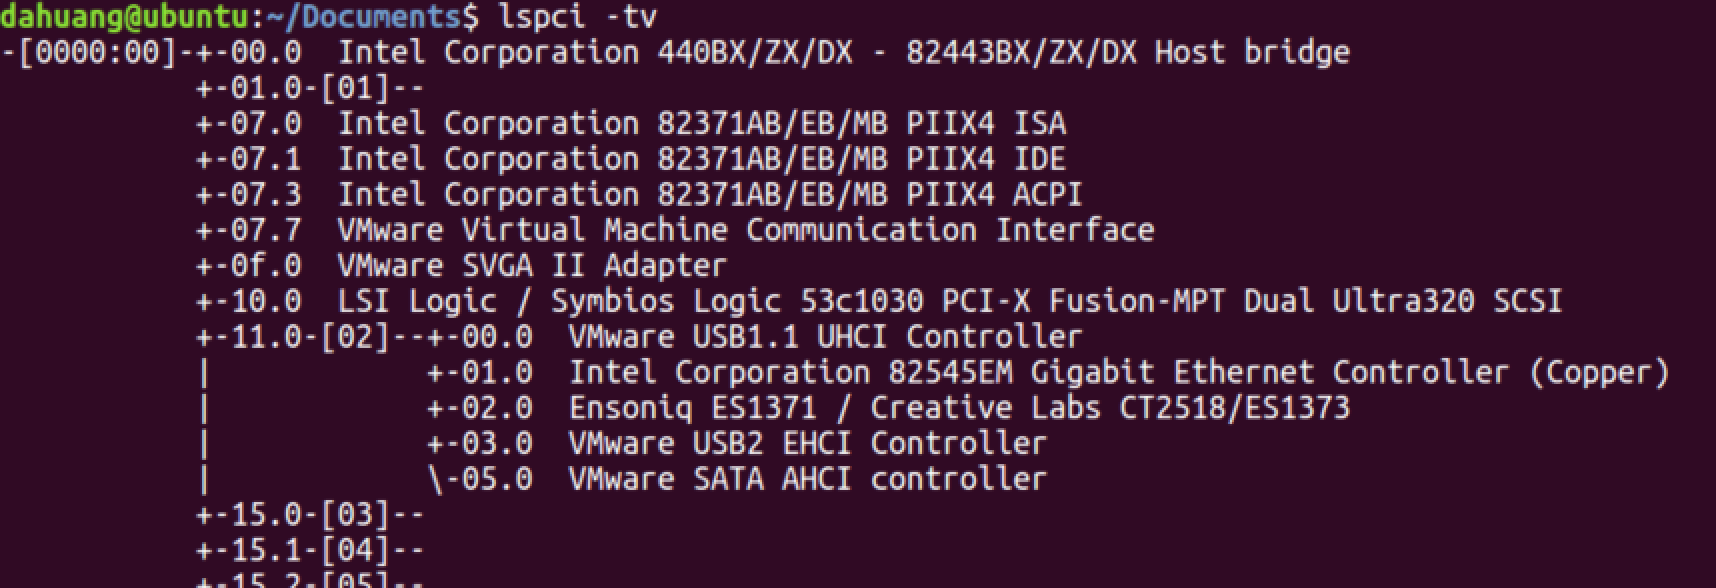 dahuang@ubuntu:~/Documents$ lspci -tv
-[0000:00]-+-00.0  Intel Corporation 440BX/ZX/DX - 82443BX/ZX/DX Host bridge
           +-01.0-[01]--
           +-07.0  Intel Corporation 82371AB/EB/MB PIIX4 ISA
           +-07.1  Intel Corporation 82371AB/EB/MB PIIX4 IDE
           +-07.3  Intel Corporation 82371AB/EB/MB PIIX4 ACPI
           +-07.7  VMware Virtual Machine Communication Interface
           +-0f.0  VMware SVGA II Adapter
           +-10.0  LSI Logic / Symbios Logic 53c1030 PCI-X Fusion-MPT Dual Ultra320 SCSI
           +-11.0-[02]--+-00.0  VMware USB1.1 UHCI Controller
           |            +-01.0  Intel Corporation 82545EM Gigabit Ethernet Controller (Copper)
           |            +-02.0  Ensoniq ES1371 / Creative Labs CT2518/ES1373
           |            +-03.0  VMware USB2 EHCI Controller
           |            \-05.0  VMware SATA AHCI controller
           +-15.0-[03]--
           +-15.1-[04]--
           +-15.2-[05]--